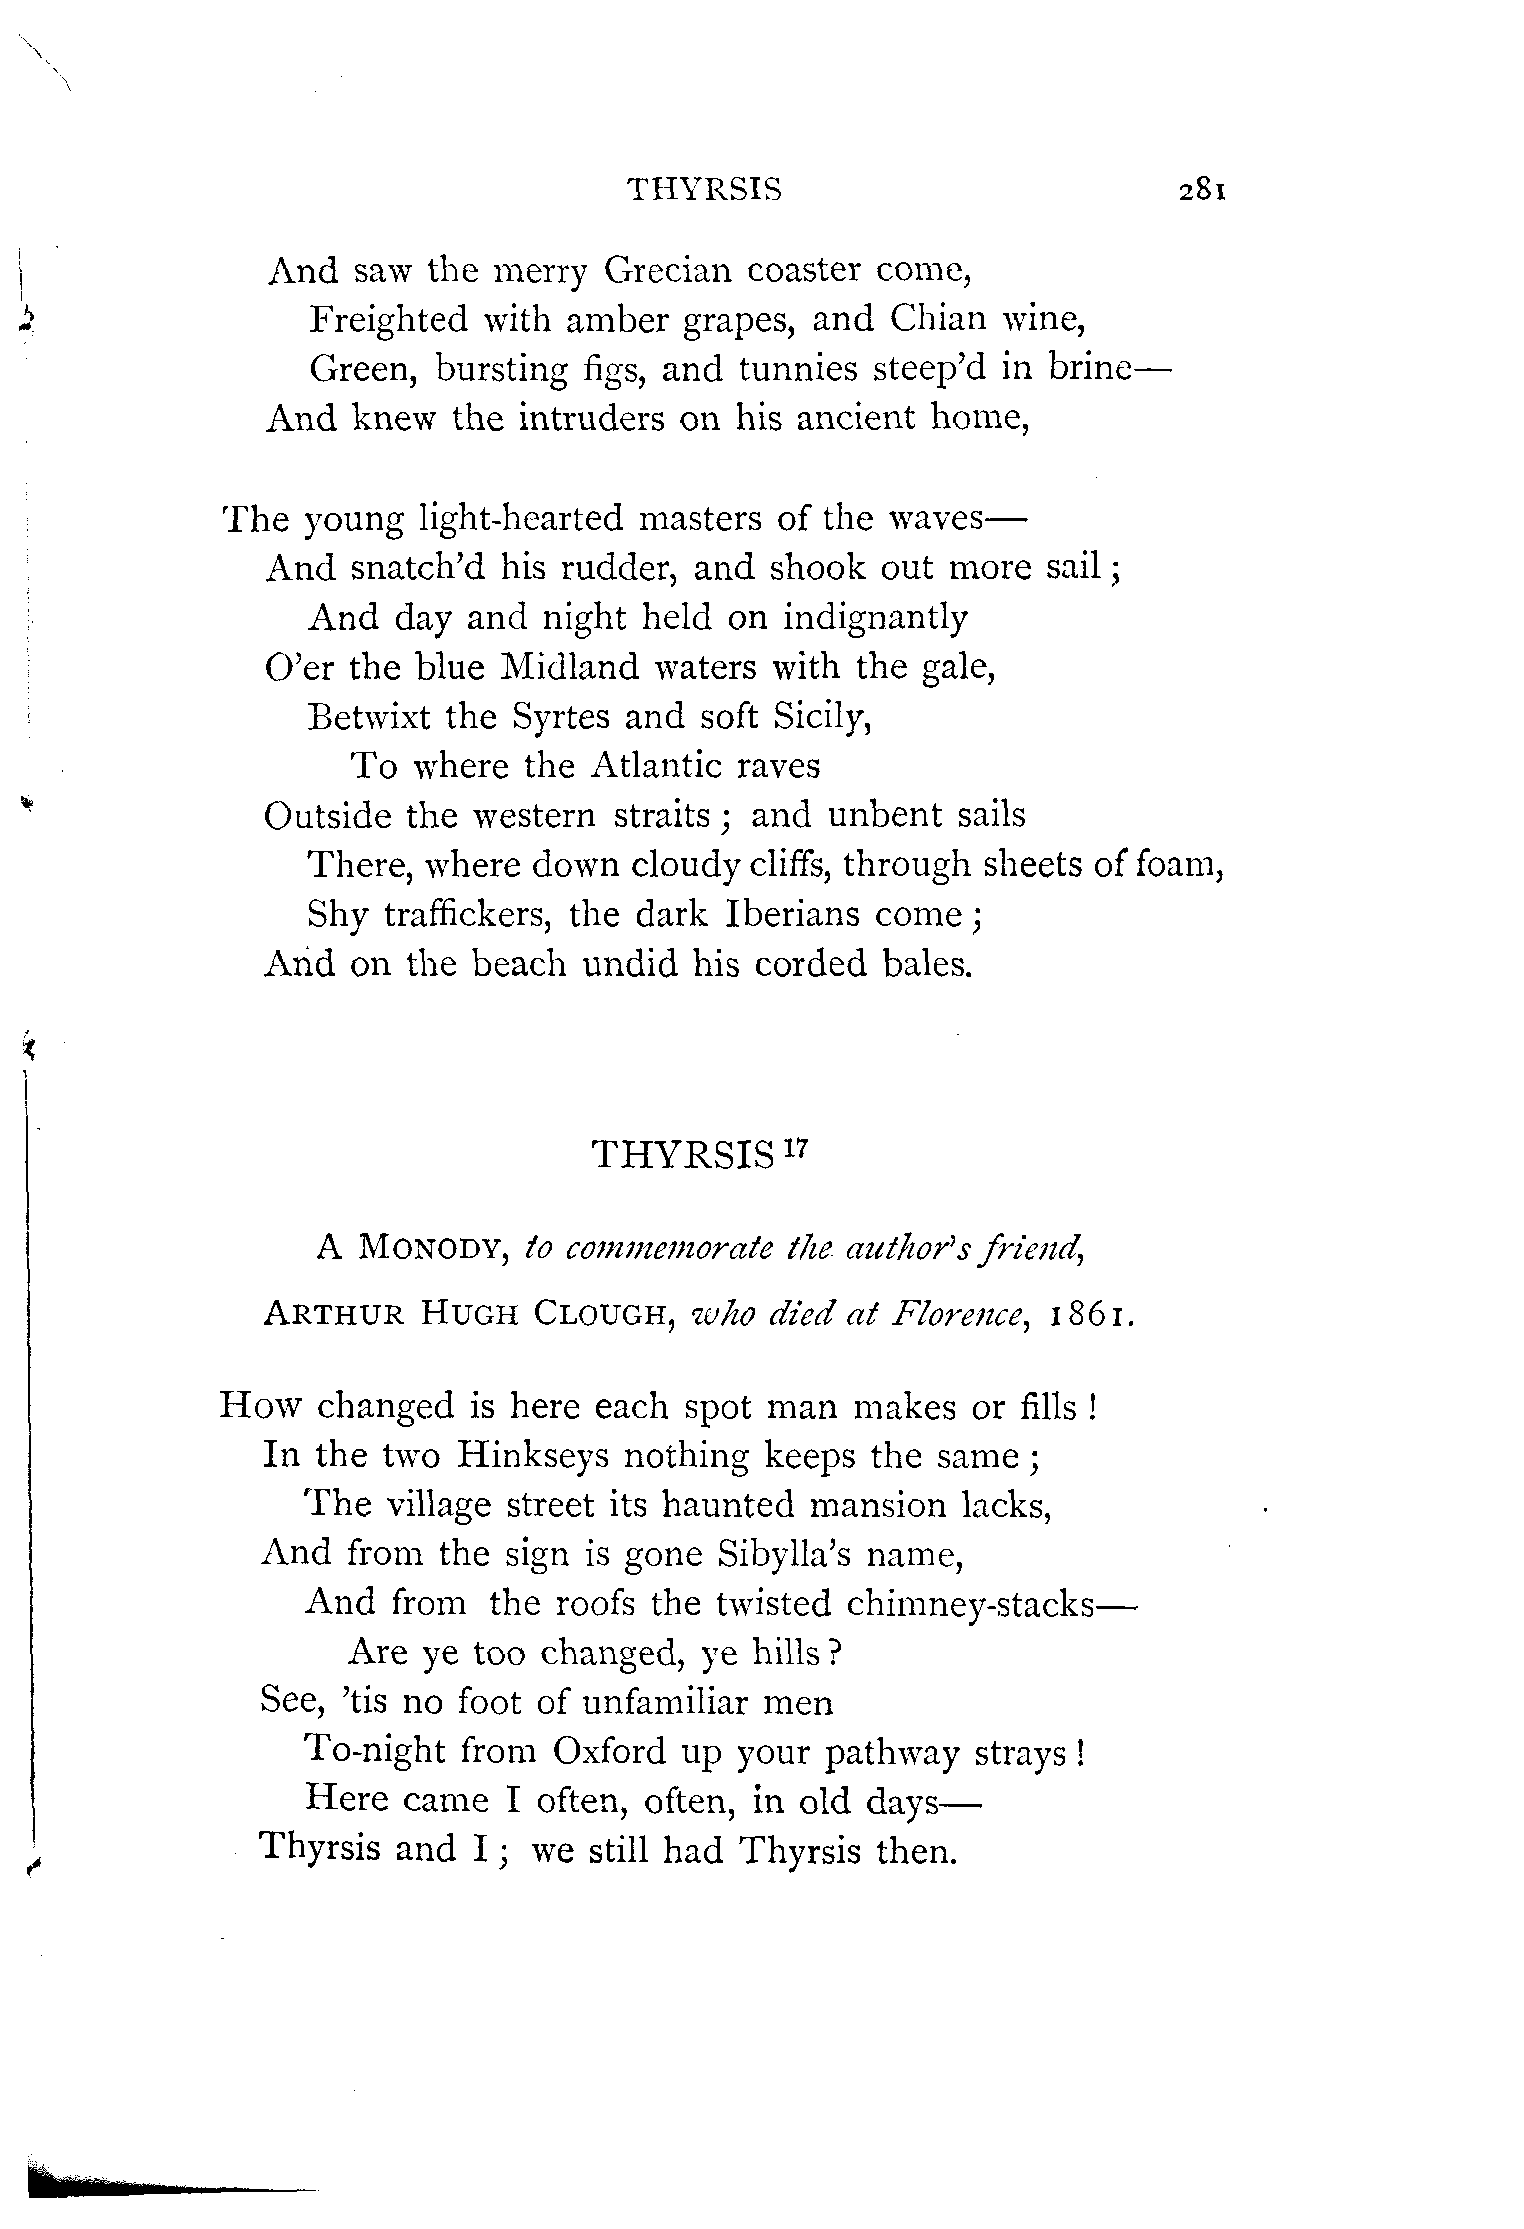 THYRSIS 281
And saw the merry Grecian coaster come,
Freighted with amber grapes, and Chian wine,
Green, bursting figs, and tunnies steep'd in brine—
And knew the intruders on his ancient home,
The young light-hearted masters of the waves—
And snatch'd his rudder, and shook out more sail;
And day and night held on indignantly
O'er the blue Midland waters with the gale,
Betwixt the Syrtes and soft Sicily,
To where the Atlantic raves
Outside the western straits; and unbent sails
There, where down cloudy cliffs, through sheets of foam,
Shy traffickers, the dark Iberians come;
And on the beach undid his corded bales.
THYRSIS 17
A MONODY, to commemorate the author's friend,
ARTHUR HUGH CLOUGH, who died at Florence, 1861.
How changed is here each spot man makes or fills!
In the two Hinkseys nothing keeps the same;
The village street its haunted mansion lacks,
And from the sign is gone Sibylla's name,
And from the roofs the twisted chimney-stacks—
Are ye too changed, ye hills?
See, 'tis no foot of unfamiliar men
To-night from Oxford up your pathway strays!
Here came I often, often, in old days—
Thyrsis and I; we still had Thyrsis then.